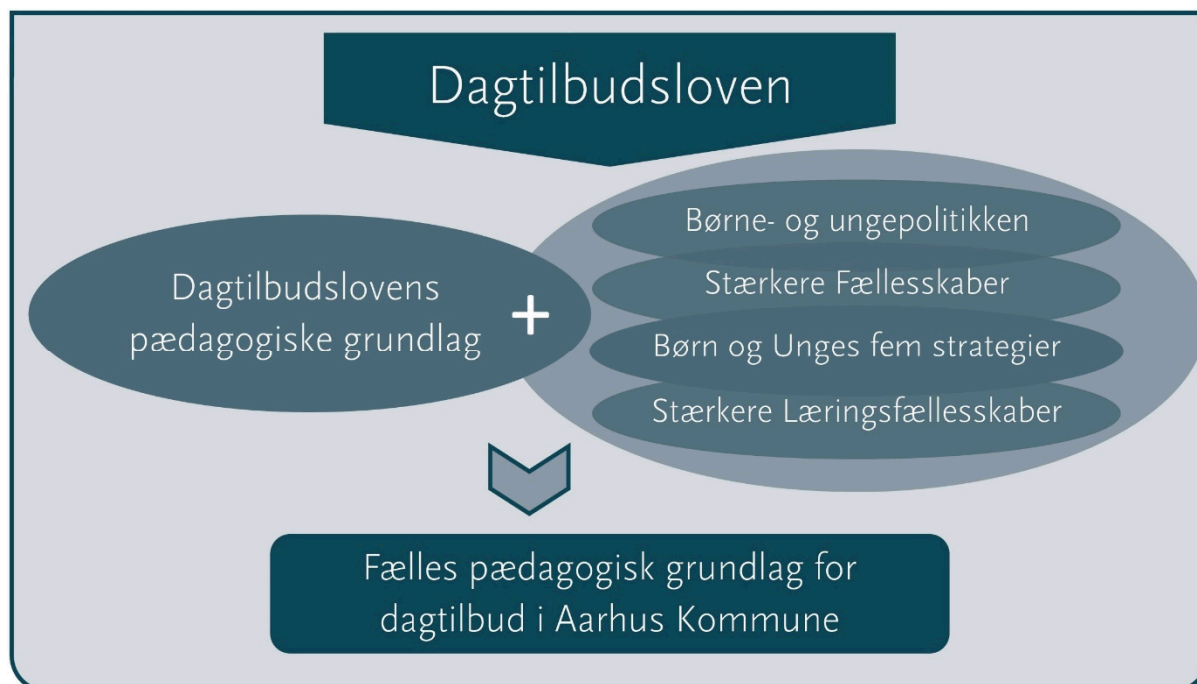 Dagtilbudsloven
Dagtilbudslovens
pædagogiske grundlag
+
Børne- og ungepolitikken
Stærkere Fællesskaber
Børn og Unges fem strategier
Stærkere Læringsfællesskaber
Fælles pædagogisk grundlag for
dagtilbud i Aarhus Kommune